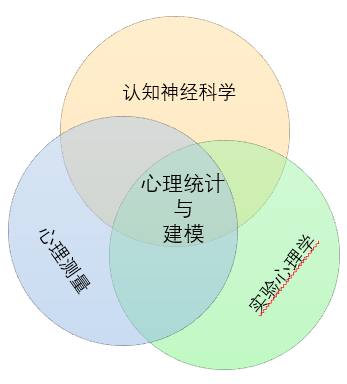 认知神经科学
心理统计
与
建模
心理测量
实验心理学